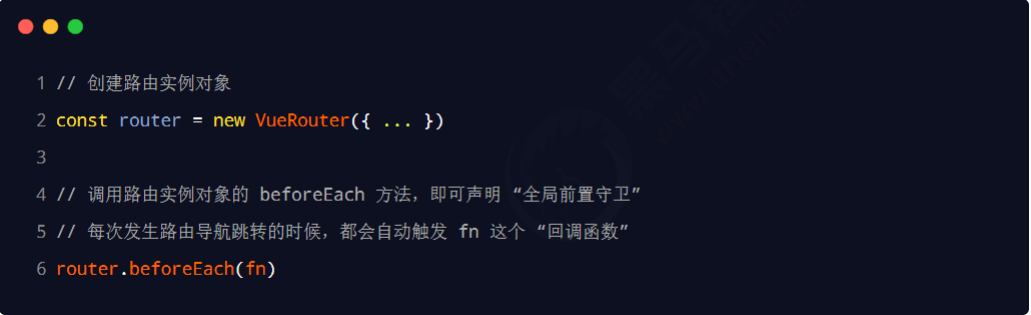 1 // 创建路由实例对象
2 const router = new VueRouter({ ... })
3
4 // 调用路由实例对象的 beforeEach 方法，即可声明 “全局前置守卫”
5 // 每次发生路由导航跳转的时候，都会自动触发 fn 这个 “回调函数”
6 router.beforeEach(fn)